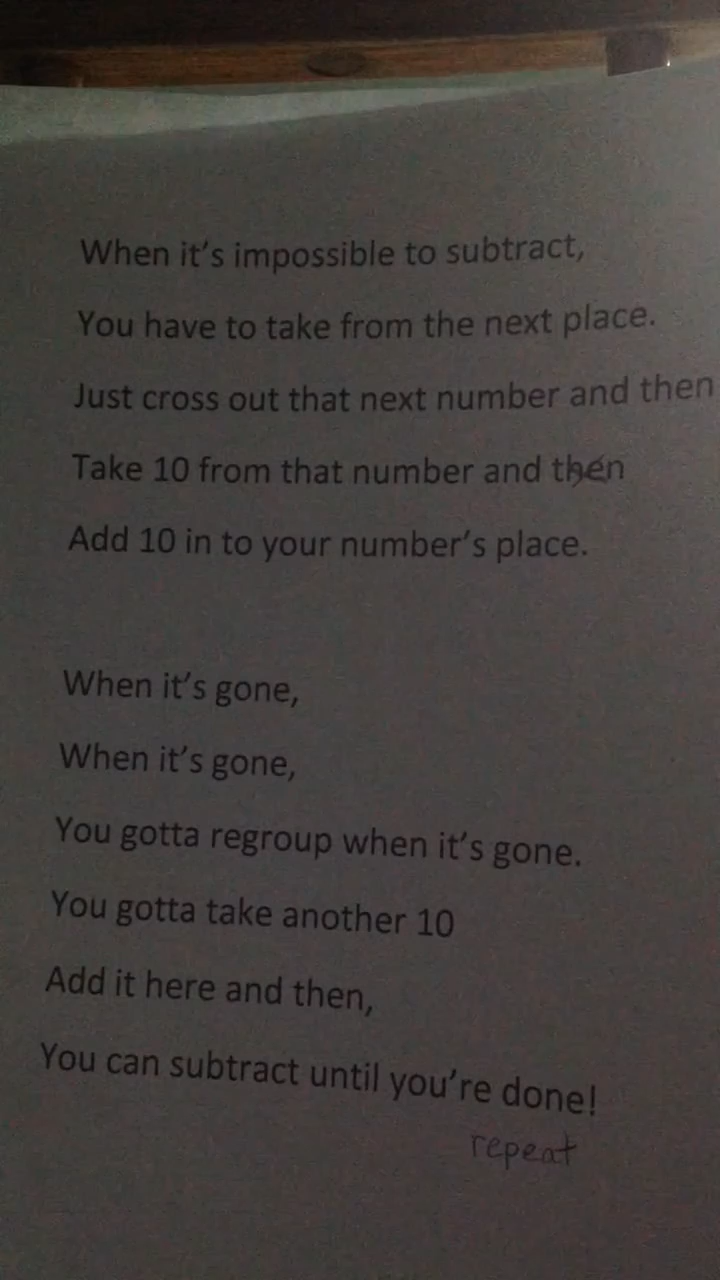 When it's impossible to subtract,
You have to take from the next place.
Just cross out that next number and then
Take 10 from that number and then
Add 10 in to your number's place.
When it's gone,
When it's gone,
You gotta regroup when it's gone.
You gotta take another 10
Add it here and then,
You can subtract until you're done!
repeat